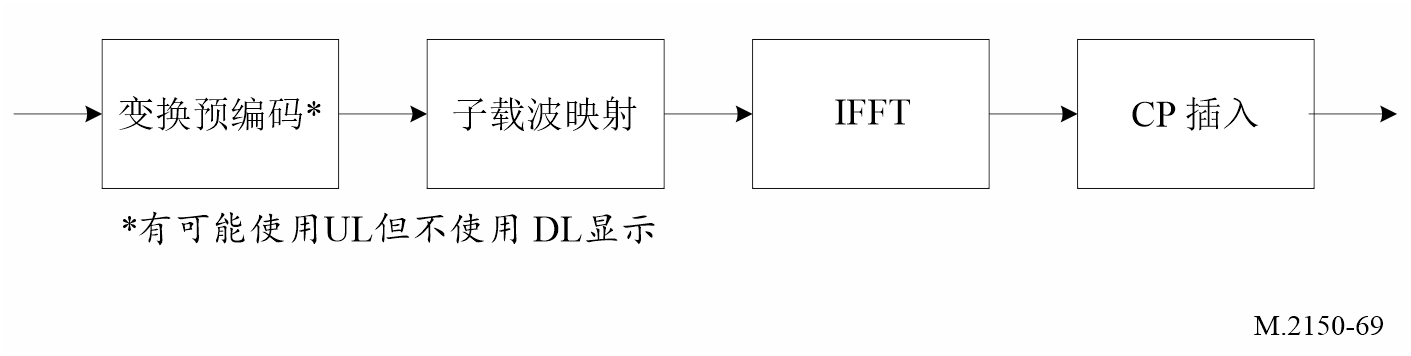 变换预编码*
子载波映射
IFFT
CP 插入
*有可能使用UL但不使用 DL显示
M.2150-69